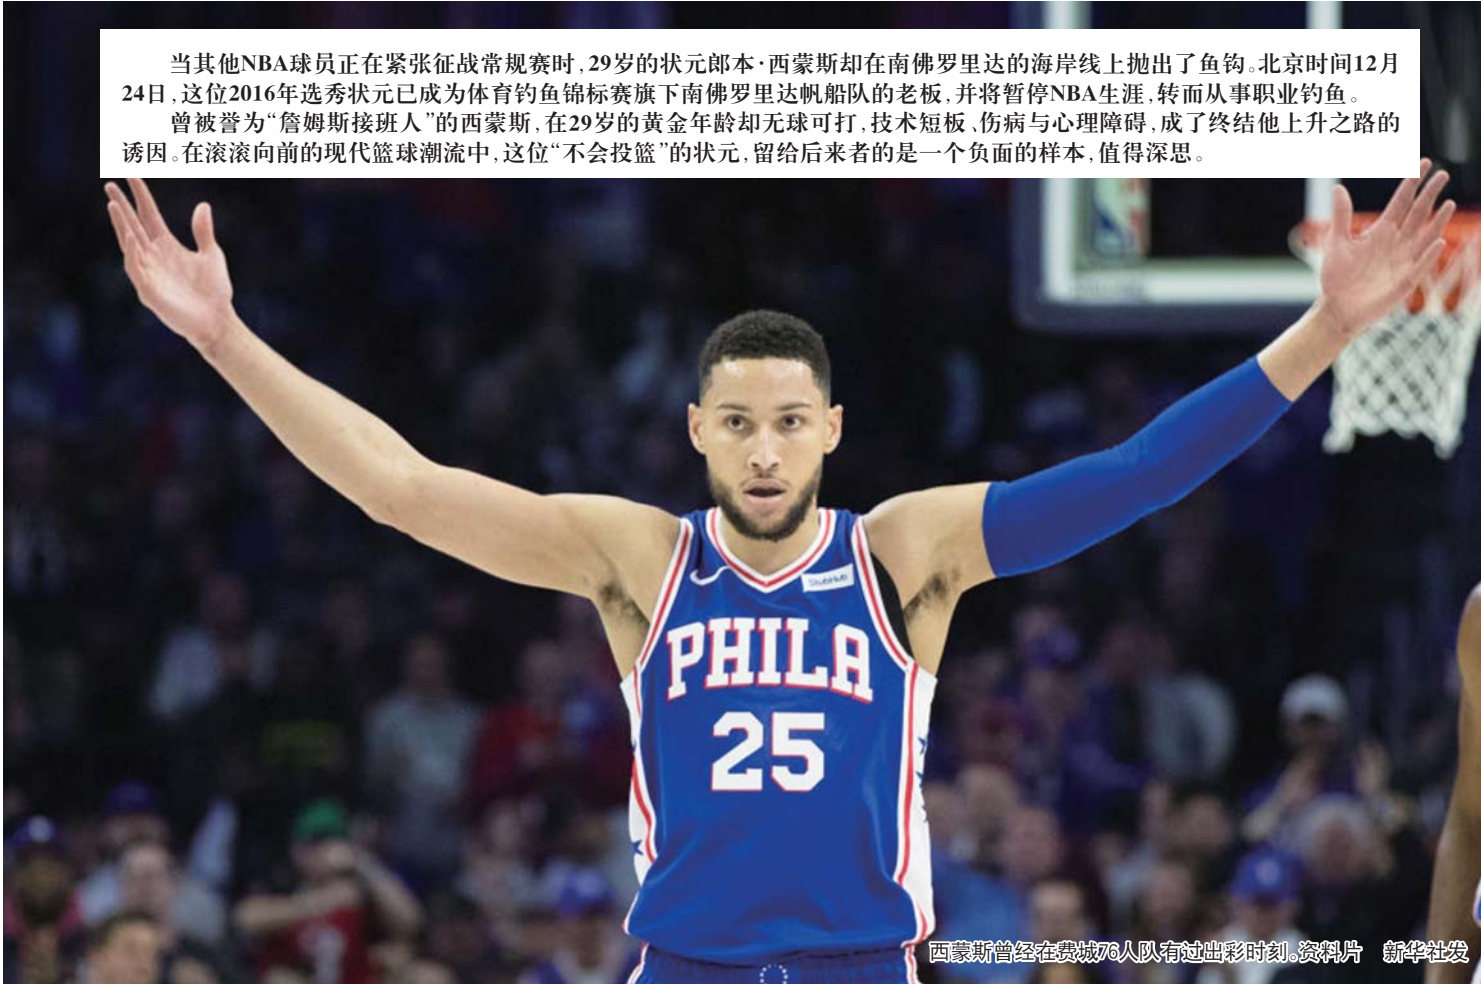 当其他NBA球员正在紧张征战常规赛时，29岁的状元郎本·西蒙斯却在南佛罗里达的海岸线上抛出了鱼钩。北京时间12月
24日，这位2016年选秀状元已成为体育钓鱼锦标赛旗下南佛罗里达帆船队的老板，并将暂停NBA生涯，转而从事职业钓鱼。
曾被誉为“詹姆斯接班人”的西蒙斯，在29岁的黄金年龄却无球可打，技术短板、伤病与心理障碍，成了终结他上升之路的
诱因。在滚滚向前的现代篮球潮流中，这位“不会投篮”的状元，留给后来者的是一个负面的样本，值得深思。
StubHub
PHILA
25
西蒙斯曾经在费城76人队有过出彩时刻。资料片 新华社发